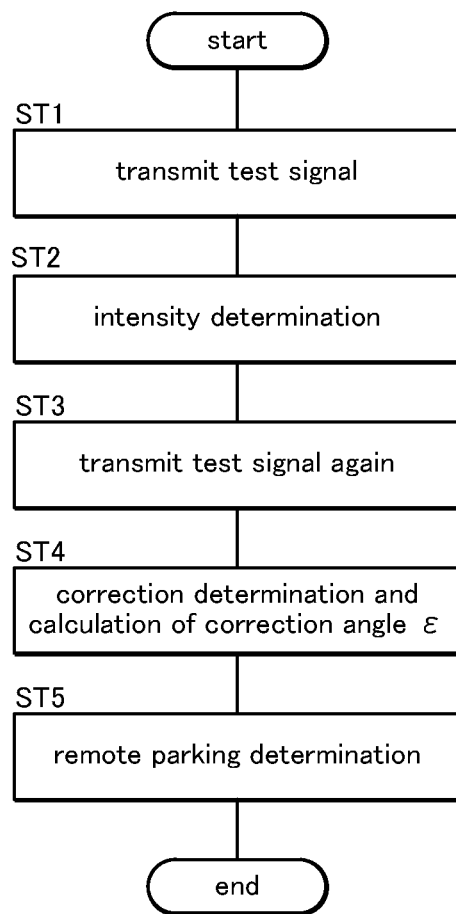 start
ST1
transmit test signal
ST2
intensity determination
ST3
transmit test signal again
ST4
correction determination and
calculation of correction angle ε
ST5
remote parking determination
end